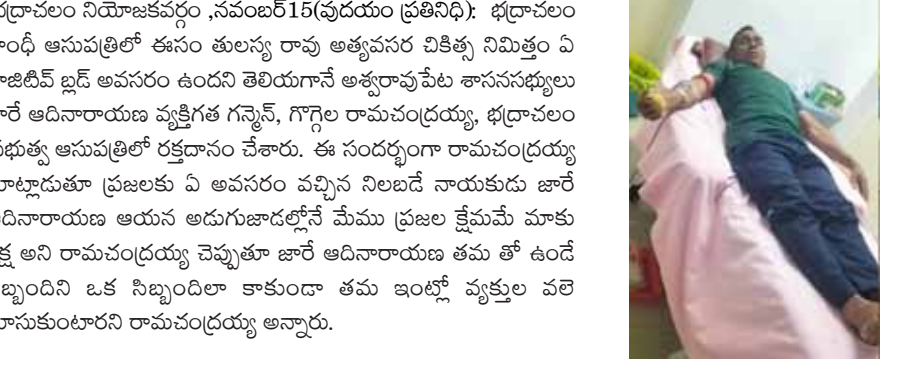 భద్రాచలం నియోజకవర్గం ,నవంబర్15(వుదయం ప్రతినిధి): భద్రాచలం
గాంధీ ఆసుపత్రిలో ఈసం తులస్య రావు అత్యవసర చికిత్స నిమిత్తం ఏ
పాజిటివ్ బ్లడ్ అవసరం ఉందని తెలియగానే అశ్వరావుపేట శాసనసభ్యులు
జారే ఆదినారాయణ వ్యక్తిగత గన్మెన్, గొగ్గెల రామచంద్రయ్య, భద్రాచలం
ప్రభుత్వ ఆసుపత్రిలో రక్తదానం చేశారు. ఈ సందర్భంగా రామచంద్రయ్య
మాట్లాడుతూ ప్రజలకు ఏ అవసరం వచ్చిన నిలబడే నాయకుడు జారే
ఆదినారాయణ ఆయన అడుగుజాడల్లోనే మేము ప్రజల క్షేమమే మాకు
రక్ష అని రామచంద్రయ్య చెప్పుతూ జారే ఆదినారాయణ తమ తో ఉండే
సిబ్బందిని ఒక సిబ్బందిలా కాకుండా తమ ఇంట్లో వ్యక్తుల వలె
చూసుకుంటారని రామచంద్రయ్య అన్నారు.